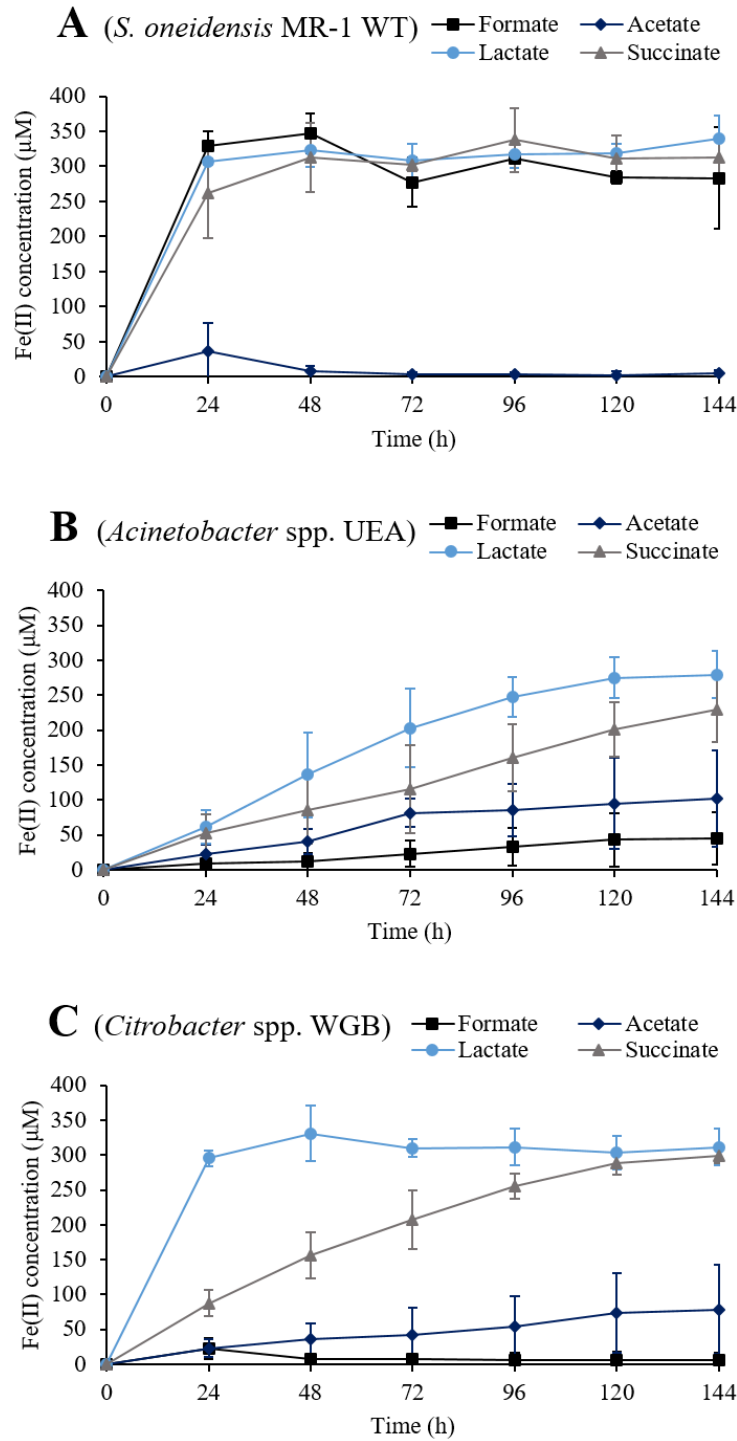 A (S. oneidensis MR-1 WT)
Formate
Acetate
Lactate
Succinate
Fe(II) concentration (μM)
400
350
300
250
200
150
100
50
0
0 24 48 72 96 120 144
Time (h)
B (Acinetobacter spp. UEA)
Formate
Acetate
Lactate
Succinate
Fe(II) concentration (μM)
400
350
300
250
200
150
100
50
0
0 24 48 72 96 120 144
Time (h)
C (Citrobacter spp. WGB)
Formate
Acetate
Lactate
Succinate
Fe(II) concentration (μM)
400
350
300
250
200
150
100
50
0
0 24 48 72 96 120 144
Time (h)